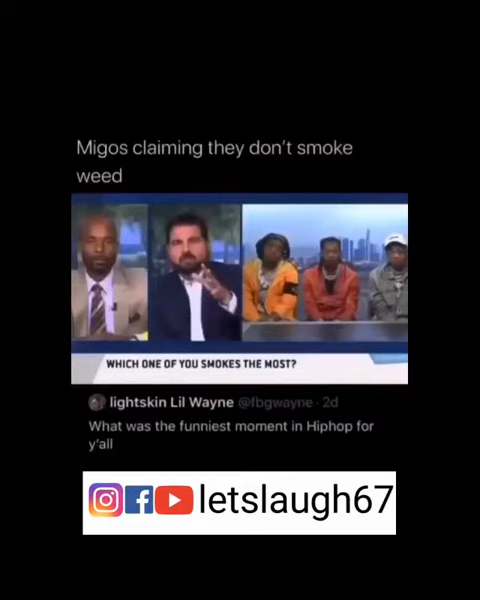 Migos claiming they don't smoke
weed
WHICH ONE OF YOU SMOKES THE MOST?
lightskin Lil Wayne @fbgwayne · 2d
What was the funniest moment in Hiphop for
y'all
letslaugh67